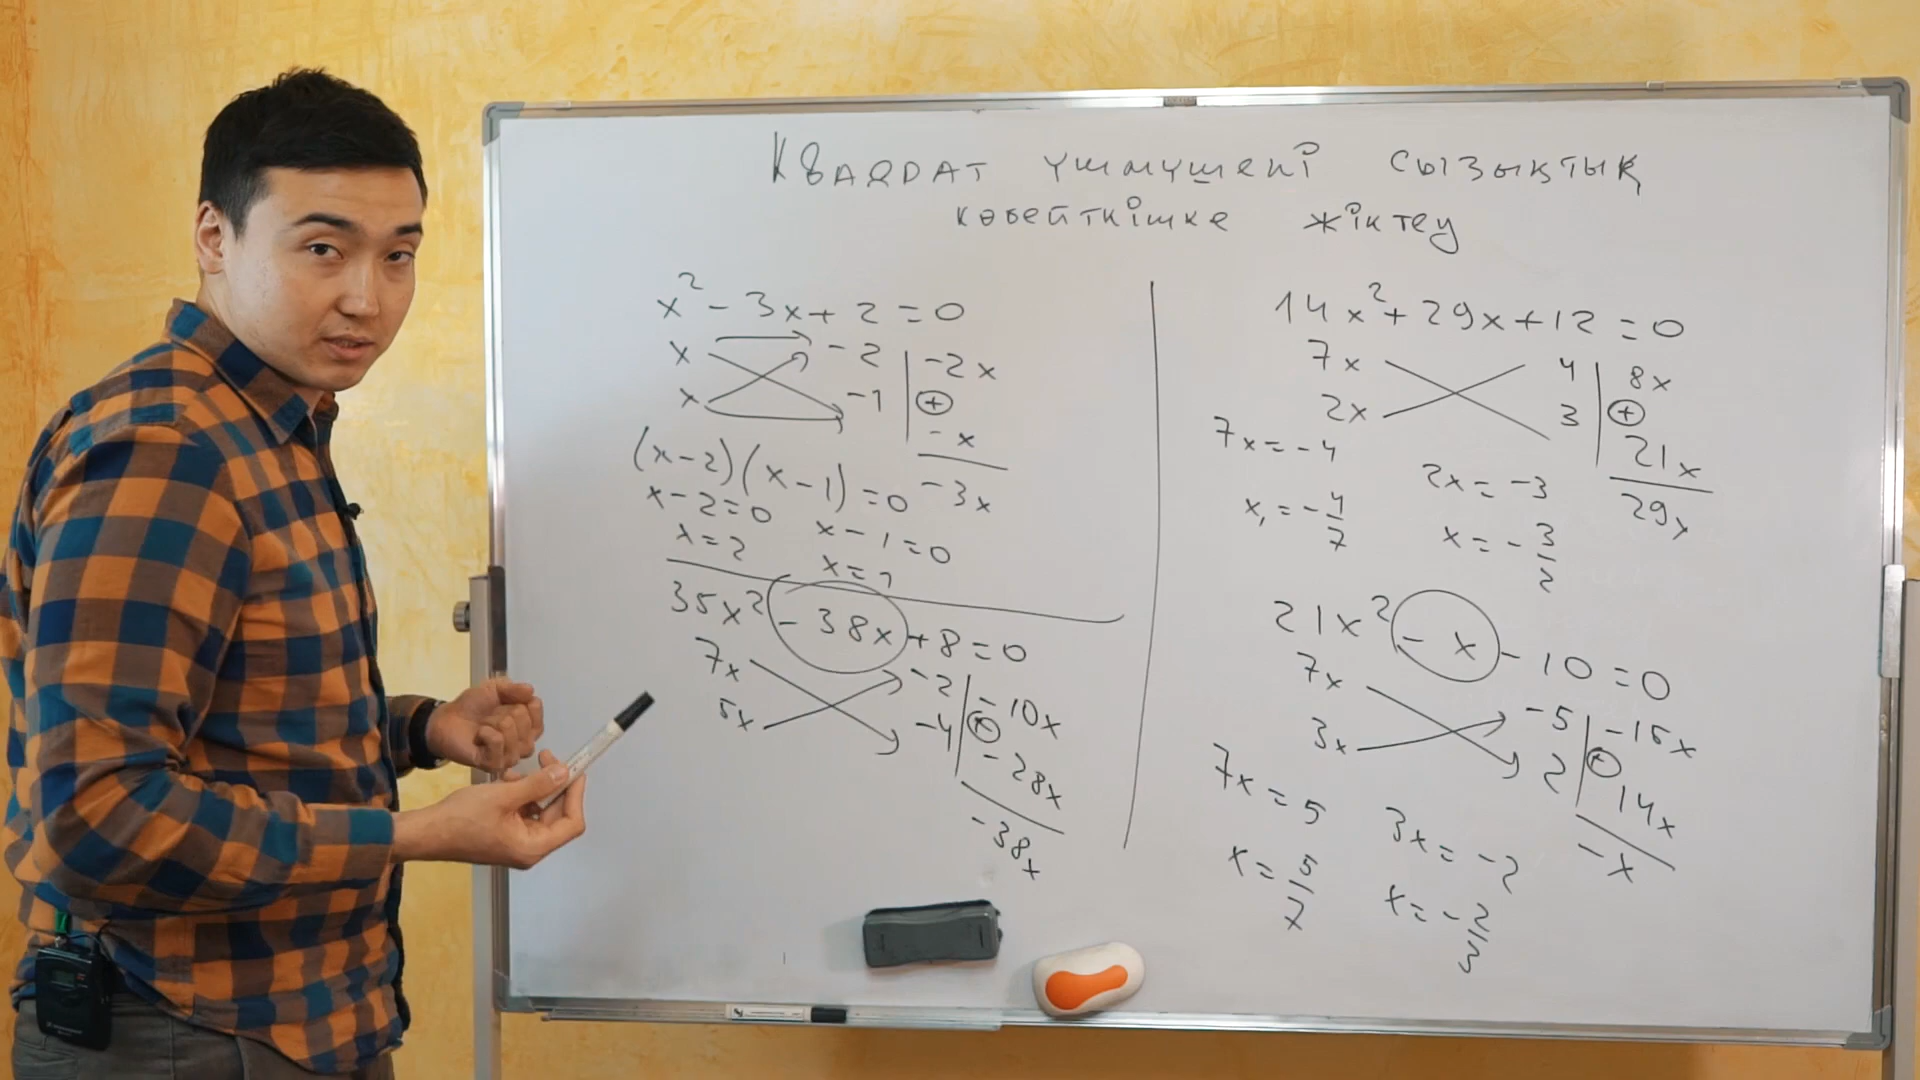 Квадрат үшмүшені сызықтық
көбейткішке жіктеу
x² - 3x + 2 = 0
x -2 | -2x
x -1 | +
- x
-3x
(x-2)(x-1)=0
x-2=0 x-1=0
x=2 x=1
35x² - 38x + 8 = 0
7x -2 | -10x
5x -4 | +
-28x
-38x
14x² + 29x + 12 = 0
7x 4 | 8x
2x 3 | +
21x
29x
7x = -4 2x = -3
x₁ = -4/7 x = -3/2
21x² - x - 10 = 0
7x -5 | -15x
3x 2 | +
14x
-x
7x = 5 3x = -2
x = 5/7 x = -2/3